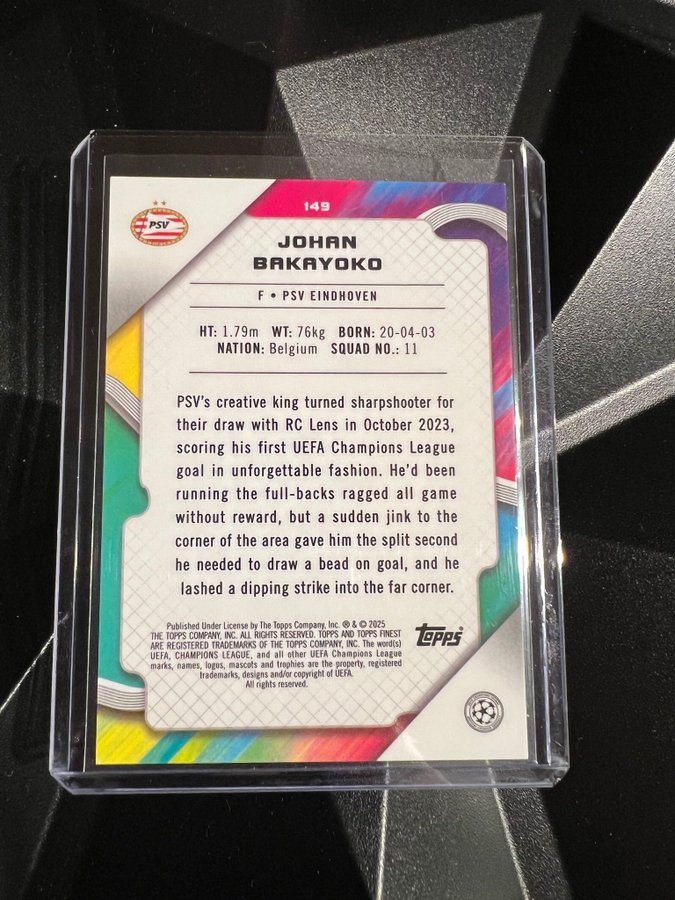 149
PSV
JOHAN
BAKAYOKO
F • PSV EINDHOVEN
HT: 1.79m WT: 76kg BORN: 20-04-03
NATION: Belgium SQUAD NO.: 11
PSV's creative king turned sharpshooter for
their draw with RC Lens in October 2023,
scoring his first UEFA Champions League
goal in unforgettable fashion. He'd been
running the full-backs ragged all game
without reward, but a sudden jink to the
corner of the area gave him the split second
he needed to draw a bead on goal, and he
lashed a dipping strike into the far corner.
Published Under License by The Topps Company, Inc. ® & © 2025
THE TOPPS COMPANY, INC. ALL RIGHTS RESERVED. TOPPS AND TOPPS FINEST
ARE REGISTERED TRADEMARKS OF THE TOPPS COMPANY, INC. The word(s)
UEFA, CHAMPIONS LEAGUE, and all other UEFA Champions League
marks, names, logos, mascots and trophies are the property, registered
trademarks, designs and/or copyright of UEFA.
All rights reserved.
topps